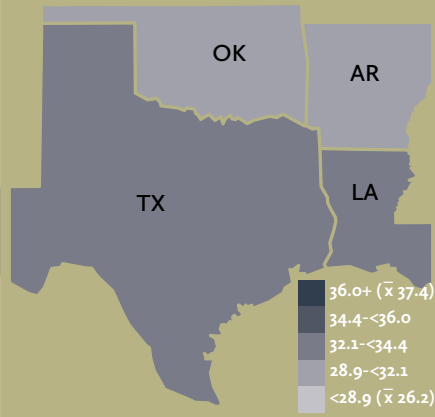 OK
AR
TX
LA
36.0+ (x̅ 37.4)
34.4-<36.0
32.1-<34.4
28.9-<32.1
<28.9 (x̅ 26.2)